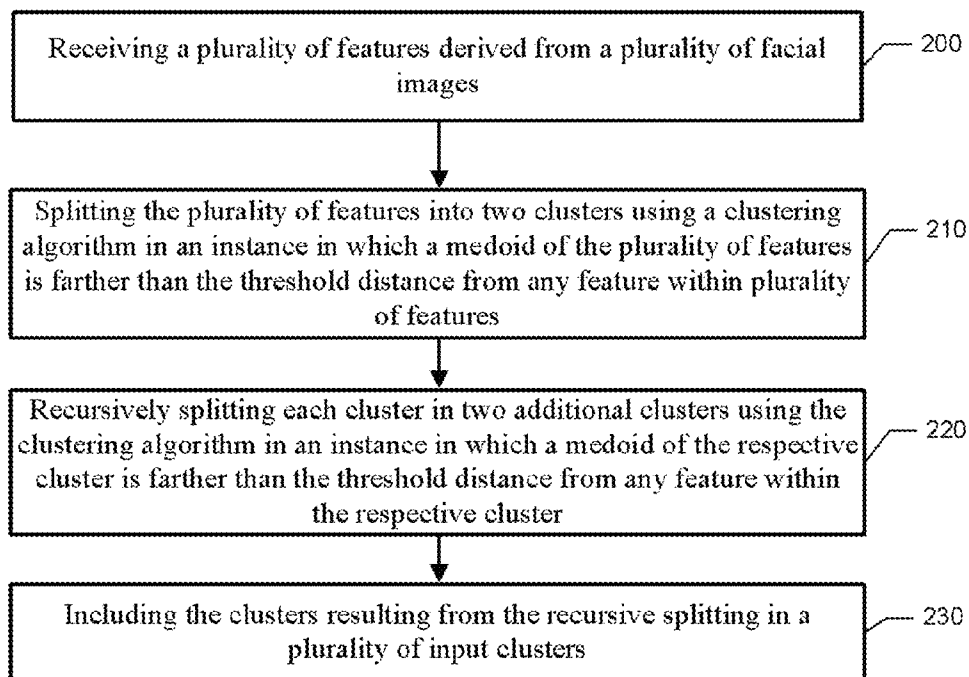 Receiving a plurality of features derived from a plurality of facial
images
200
Splitting the plurality of features into two clusters using a clustering
algorithm in an instance in which a medoid of the plurality of features
is farther than the threshold distance from any feature within plurality
of features
210
Recursively splitting each cluster in two additional clusters using the
clustering algorithm in an instance in which a medoid of the respective
cluster is farther than the threshold distance from any feature within
the respective cluster
220
Including the clusters resulting from the recursive splitting in a
plurality of input clusters
230